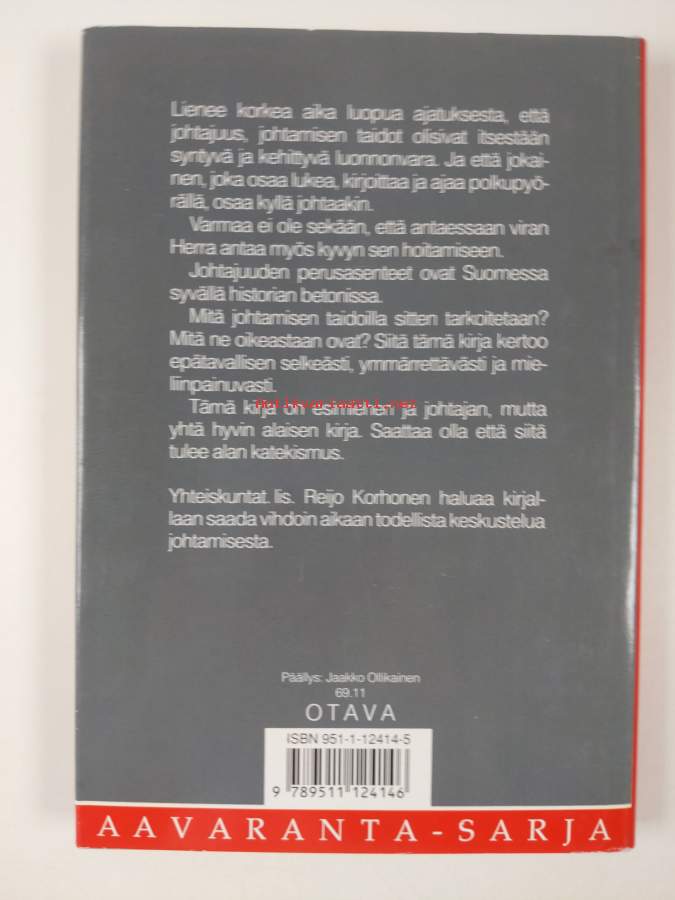 Lienee korkea aika luopua ajatuksesta, että
johtajuus, johtamisen taidot olisivat itsestään
syntyvä ja kehittyvä luonnonvara. Ja että jokai-
nen, joka osaa lukea, kirjoittaa ja ajaa polkupyö-
rällä, osaa kyllä johtaakin.
Varmaa ei ole sekään, että antaessaan viran
Herra antaa myös kyvyn sen hoitamiseen.
Johtajuuden perusasenteet ovat Suomessa
syvällä historian betonissa.
Mitä johtamisen taidoilla sitten tarkoitetaan?
Mitä ne oikeastaan ovat? Siitä tämä kirja kertoo
epätavallisen selkeästi, ymmärrettävästi ja mie-
liinpainuvasti.
Antikvariaatti.net
Tämä kirja on esimiehen ja johtajan, mutta
yhtä hyvin alaisen kirja. Saattaa olla että siitä
tulee alan katekismus.
Yhteiskuntat. lis. Reijo Korhonen haluaa kirjal-
laan saada vihdoin aikaan todellista keskustelua
johtamisesta.
Päällys: Jaakko Ollikainen
69.11
OTAVA
ISBN 951-1-12414-5
9 789511 124146
AAVARANTA-SARJA